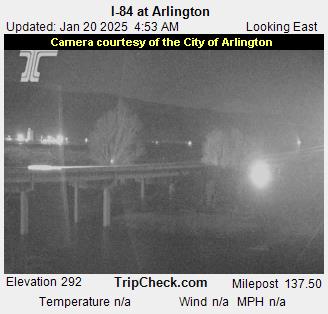 I-84 at Arlington
Updated: Jan 20 2025 4:53 AM Looking East
Camera courtesy of the City of Arlington
Elevation 292 TripCheck.com Milepost 137.50
Temperature n/a Wind n/a MPH n/a